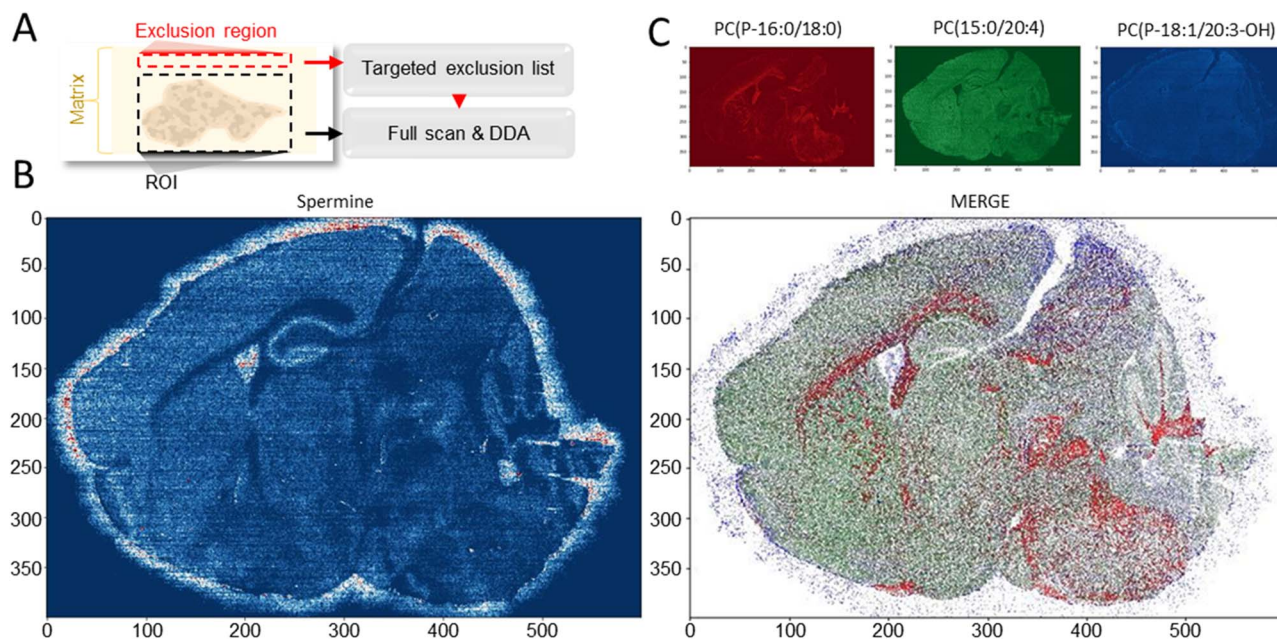 A
Exclusion region
Matrix
ROI
Targeted exclusion list
Full scan & DDA
C
PC(P-16:0/18:0)
PC(15:0/20:4)
PC(P-18:1/20:3-OH)
B
Spermine
0
50
100
150
200
250
300
350
0
100
200
300
400
500
MERGE
0
50
100
150
200
250
300
350
0
100
200
300
400
500